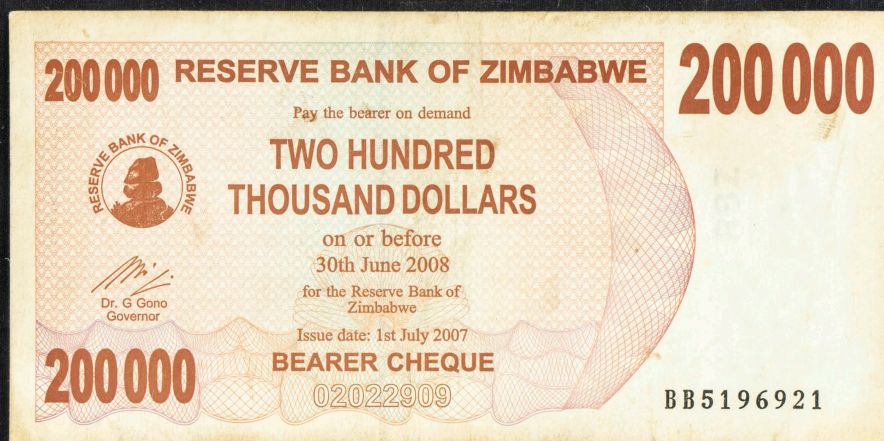 200 000 RESERVE BANK OF ZIMBABWE 200 000
Pay the bearer on demand
RESERVE BANK OF ZIMBABWE
TWO HUNDRED
THOUSAND DOLLARS
on or before
30th June 2008
Dr. G Gono
Governor
for the Reserve Bank of
Zimbabwe
Issue date: 1st July 2007
200 000 BEARER CHEQUE
02022909
BB5196921